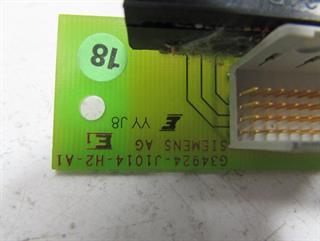 18
YY J8
SIEMENS AG
G34924-J1014-H2-A1